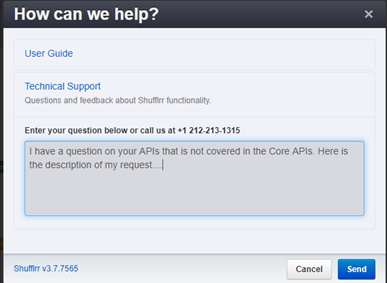 How can we help?
×
User Guide
Technical Support
Questions and feedback about Shufflrr functionality.
Enter your question below or call us at +1 212-213-1315
I have a question on your APIs that is not covered in the Core APIs. Here is
the description of my request....
Shufflrr v3.7.7565
Cancel
Send